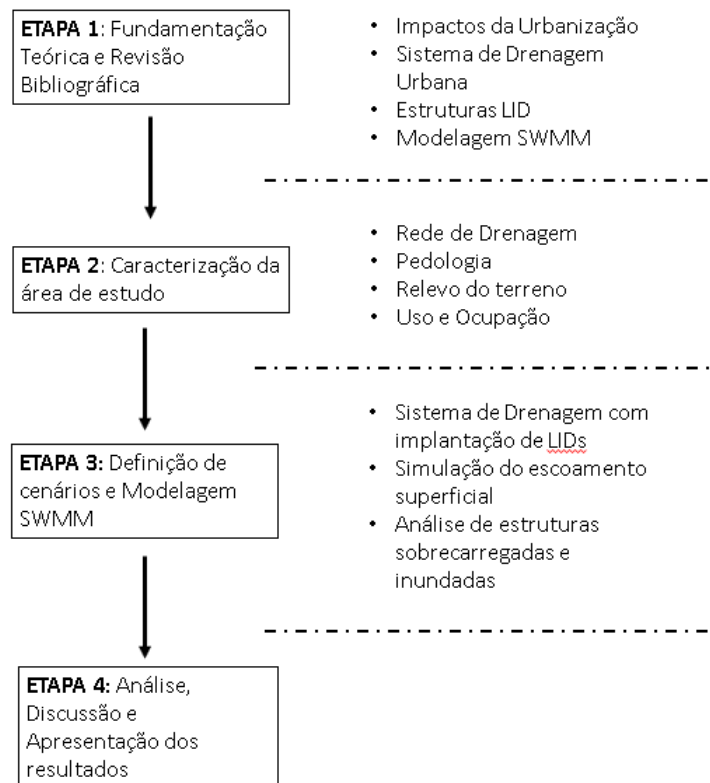 ETAPA 1: Fundamentação
Teórica e Revisão
Bibliográfica
• Impactos da Urbanização
• Sistema de Drenagem
Urbana
• Estruturas LID
• Modelagem SWMM
ETAPA 2: Caracterização da
área de estudo
• Rede de Drenagem
• Pedologia
• Relevo do terreno
• Uso e Ocupação
ETAPA 3: Definição de
cenários e Modelagem
SWMM
• Sistema de Drenagem com
implantação de LIDs
• Simulação do escoamento
superficial
• Análise de estruturas
sobrecarregadas e
inundadas
ETAPA 4: Análise,
Discussão e
Apresentação dos
resultados